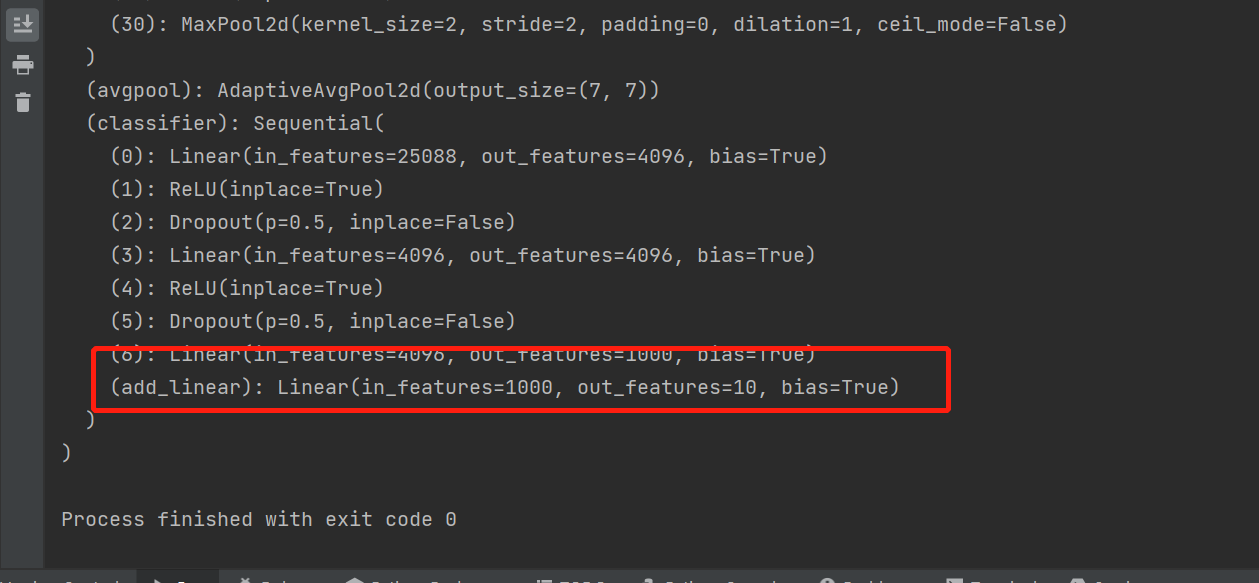 (30): MaxPool2d(kernel_size=2, stride=2, padding=0, dilation=1, ceil_mode=False)
)
(avgpool): AdaptiveAvgPool2d(output_size=(7, 7))
(classifier): Sequential(
(0): Linear(in_features=25088, out_features=4096, bias=True)
(1): ReLU(inplace=True)
(2): Dropout(p=0.5, inplace=False)
(3): Linear(in_features=4096, out_features=4096, bias=True)
(4): ReLU(inplace=True)
(5): Dropout(p=0.5, inplace=False)
(6): Linear(in_features=4096, out_features=1000, bias=True)
(add_linear): Linear(in_features=1000, out_features=10, bias=True)
)
)
Process finished with exit code 0